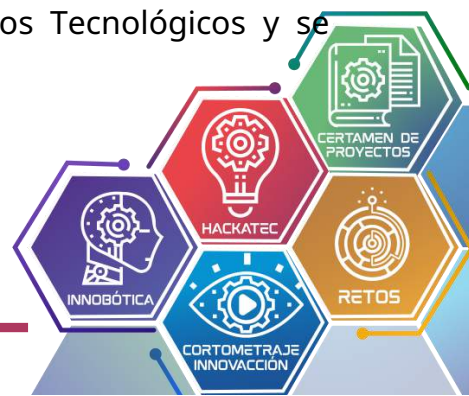 os Tecnológicos y se
CERTAMEN DE
PROYECTOS
HACKATEC
INNOBÓTICA
RETOS
CORTOMETRAJE
INNOVACCIÓN